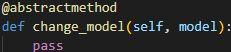 @abstractmethod
def change_model(self, model):
    pass